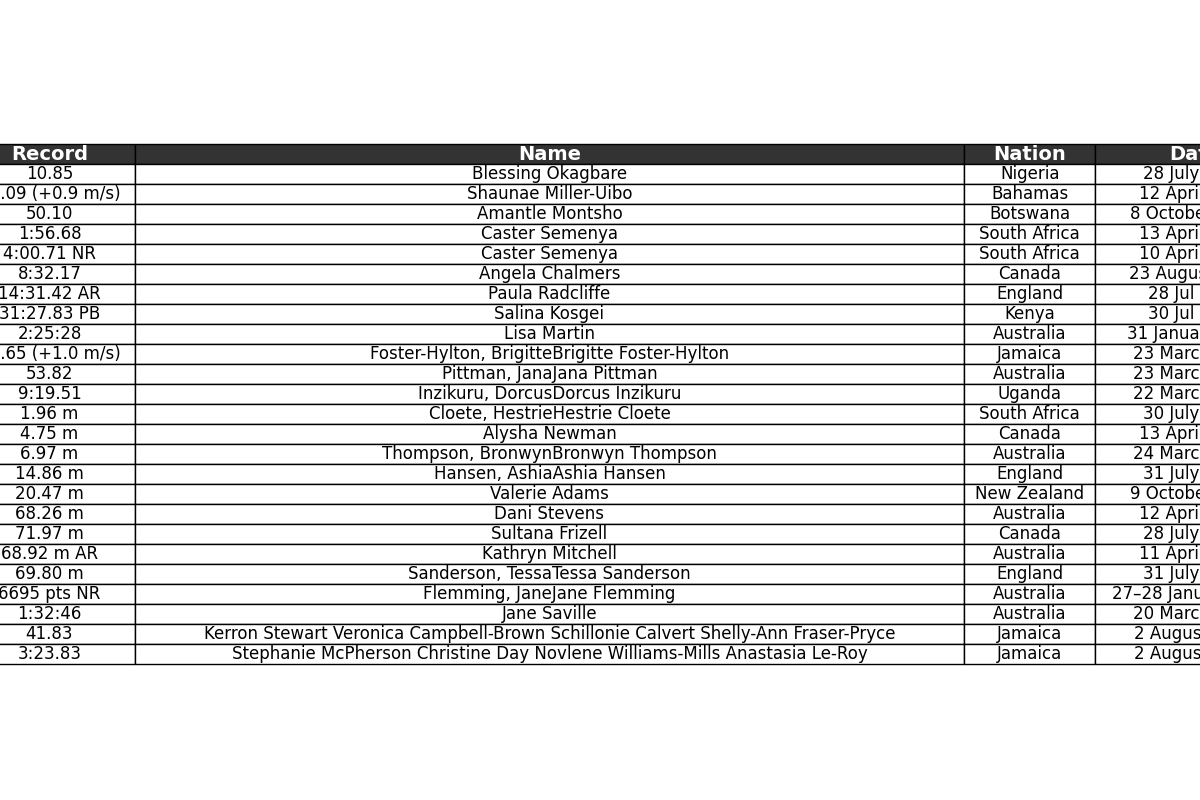 Record Name Nation Da
10.85 Blessing Okagbare Nigeria 28 July
.09 (+0.9 m/s) Shaunae Miller-Uibo Bahamas 12 Apri
50.10 Amantle Montsho Botswana 8 Octobe
1:56.68 Caster Semenya South Africa 13 Apri
4:00.71 NR Caster Semenya South Africa 10 Apri
8:32.17 Angela Chalmers Canada 23 Augus
14:31.42 AR Paula Radcliffe England 28 Jul
31:27.83 PB Salina Kosgei Kenya 30 Jul
2:25:28 Lisa Martin Australia 31 Janua
.65 (+1.0 m/s) Foster-Hylton, BrigitteBrigitte Foster-Hylton Jamaica 23 Marc
53.82 Pittman, JanaJana Pittman Australia 23 Marc
9:19.51 Inzikuru, DorcusDorcus Inzikuru Uganda 22 Marc
1.96 m Cloete, HestrieHestrie Cloete South Africa 30 July
4.75 m Alysha Newman Canada 13 Apri
6.97 m Thompson, BronwynBronwyn Thompson Australia 24 Marc
14.86 m Hansen, AshiaAshia Hansen England 31 July
20.47 m Valerie Adams New Zealand 9 Octobe
68.26 m Dani Stevens Australia 12 Apri
71.97 m Sultana Frizell Canada 28 July
68.92 m AR Kathryn Mitchell Australia 11 Apri
69.80 m Sanderson, TessaTessa Sanderson England 31 July
6695 pts NR Flemming, JaneJane Flemming Australia 27–28 Janu
1:32:46 Jane Saville Australia 20 Marc
41.83 Kerron Stewart Veronica Campbell-Brown Schillonie Calvert Shelly-Ann Fraser-Pryce Jamaica 2 Augus
3:23.83 Stephanie McPherson Christine Day Novlene Williams-Mills Anastasia Le-Roy Jamaica 2 Augus